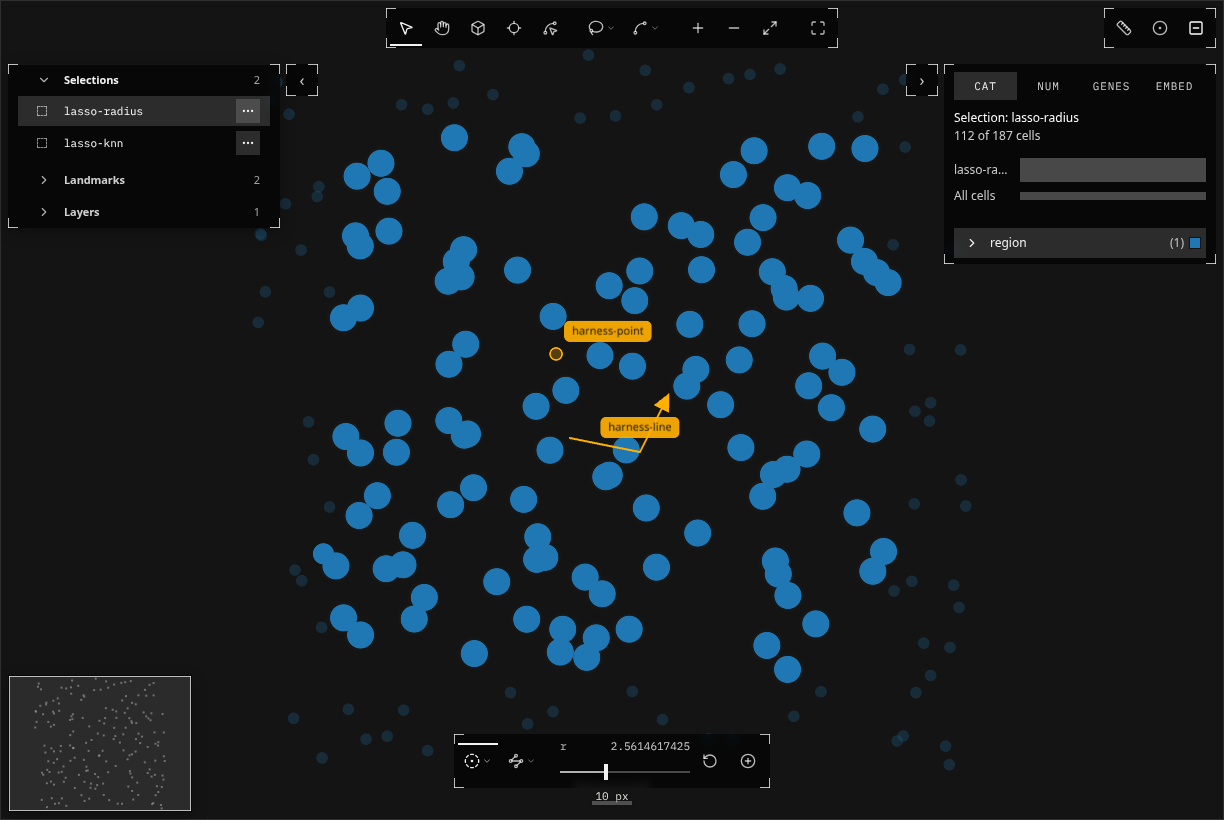 Selections 2
lasso-radius
lasso-knn
Landmarks 2
Layers 1
CAT NUM GENES EMBED
Selection: lasso-radius
112 of 187 cells
lasso-ra...
All cells
region (1)
harness-point
harness-line
r 2.5614617425
10 px